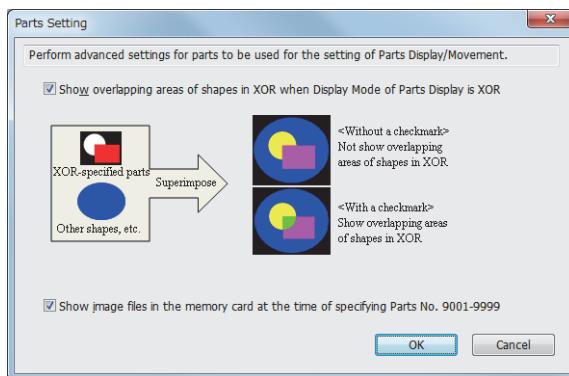 Parts Setting
Perform advanced settings for parts to be used for the setting of Parts Display/Movement.
Show overlapping areas of shapes in XOR when Display Mode of Parts Display is XOR
XOR-specified parts
Other shapes, etc.
Superimpose
<Without a checkmark>
Not show overlapping
areas of shapes in XOR
<With a checkmark>
Show overlapping areas
of shapes in XOR
Show image files in the memory card at the time of specifying Parts No. 9001-9999
OK
Cancel